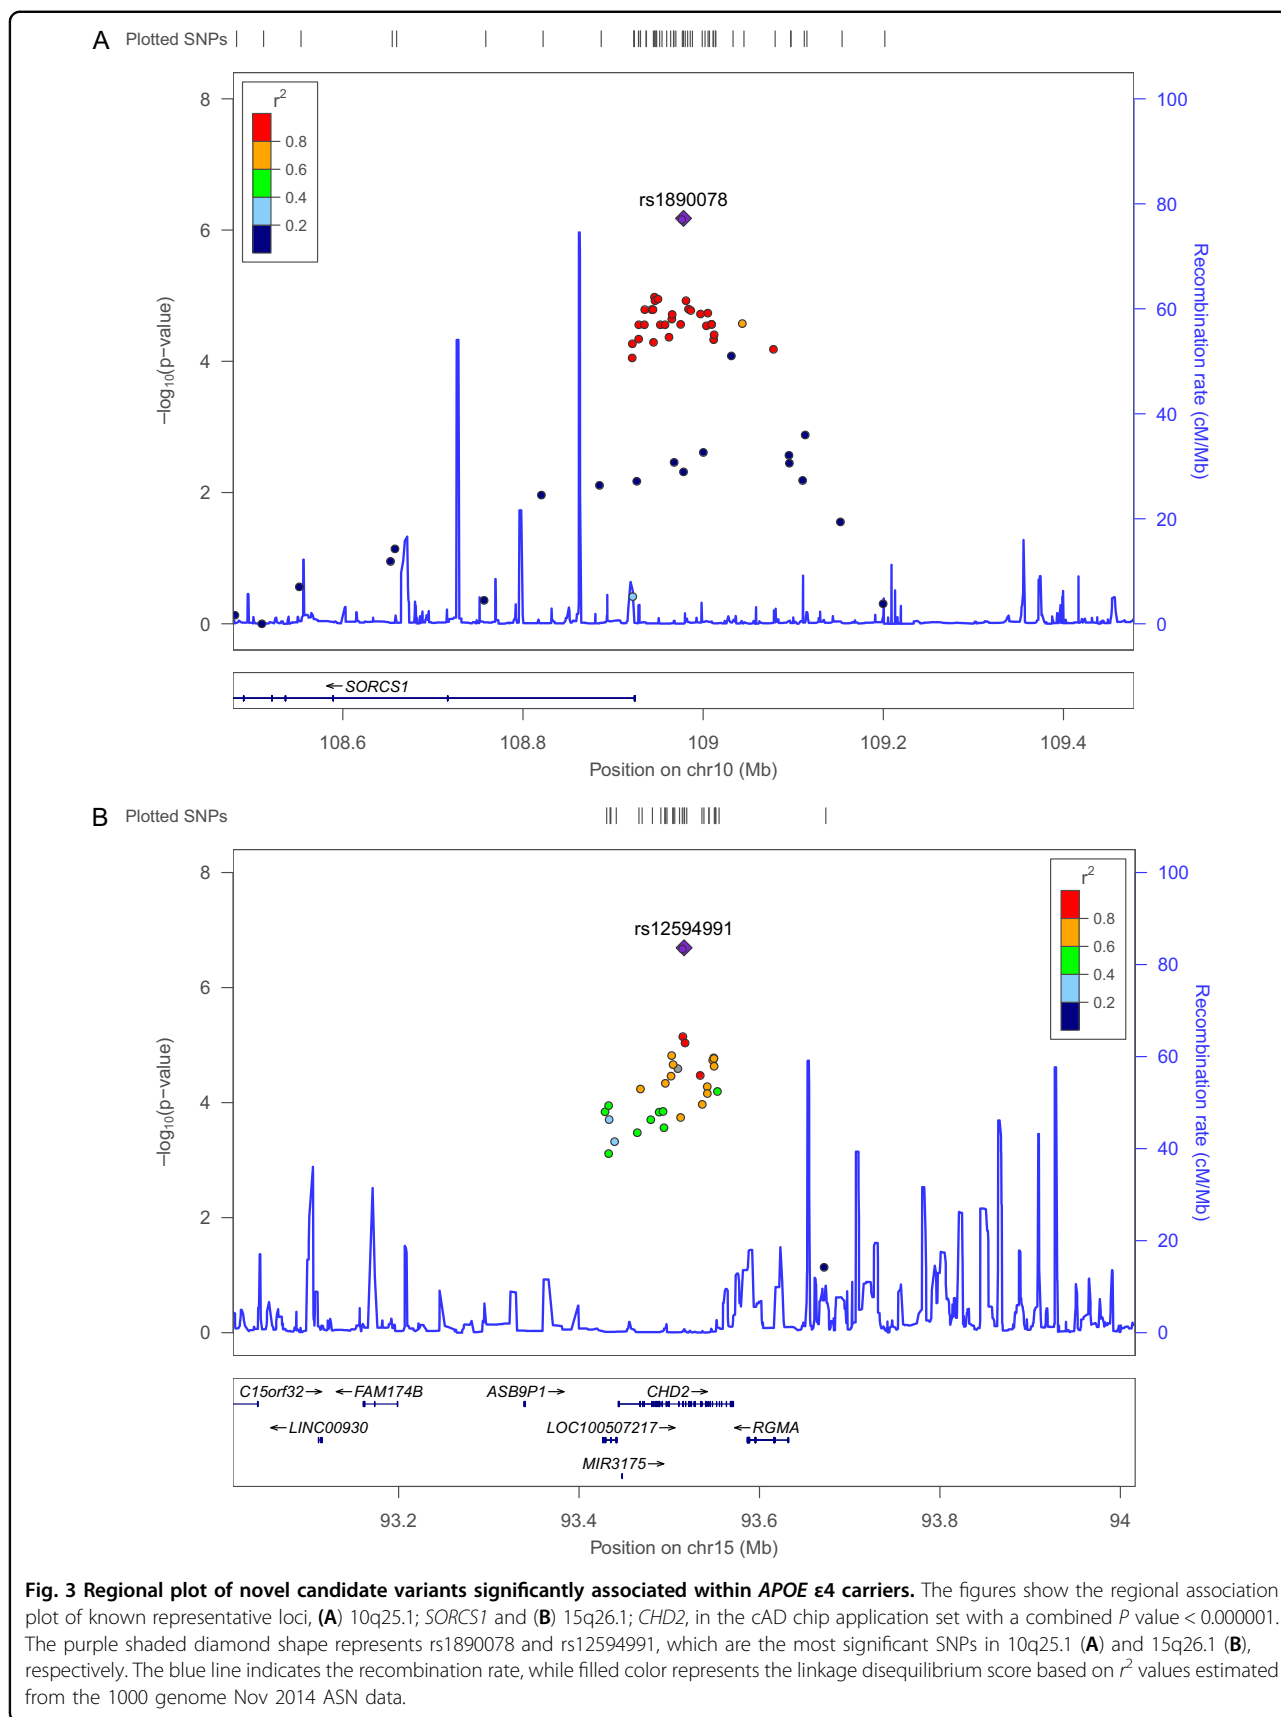 A Plotted SNPs
r2
0.8
0.6
0.4
0.2
rs1890078
8
6
4
2
0
−log10(p−value)
100
80
60
40
20
0
Recombination rate (cM/Mb)
←SORCS1
108.6 108.8 109 109.2 109.4
Position on chr10 (Mb)
B Plotted SNPs
r2
0.8
0.6
0.4
0.2
rs12594991
8
6
4
2
0
−log10(p−value)
100
80
60
40
20
0
Recombination rate (cM/Mb)
C15orf32→ ←FAM174B ASB9P1→ CHD2→
←LINC00930 LOC100507217→ ←RGMA
MIR3175→
93.2 93.4 93.6 93.8 94
Position on chr15 (Mb)
Fig. 3 Regional plot of novel candidate variants significantly associated within APOE ε4 carriers. The figures show the regional association
plot of known representative loci, (A) 10q25.1; SORCS1 and (B) 15q26.1; CHD2, in the cAD chip application set with a combined P value < 0.000001.
The purple shaded diamond shape represents rs1890078 and rs12594991, which are the most significant SNPs in 10q25.1 (A) and 15q26.1 (B),
respectively. The blue line indicates the recombination rate, while filled color represents the linkage disequilibrium score based on r2 values estimated
from the 1000 genome Nov 2014 ASN data.